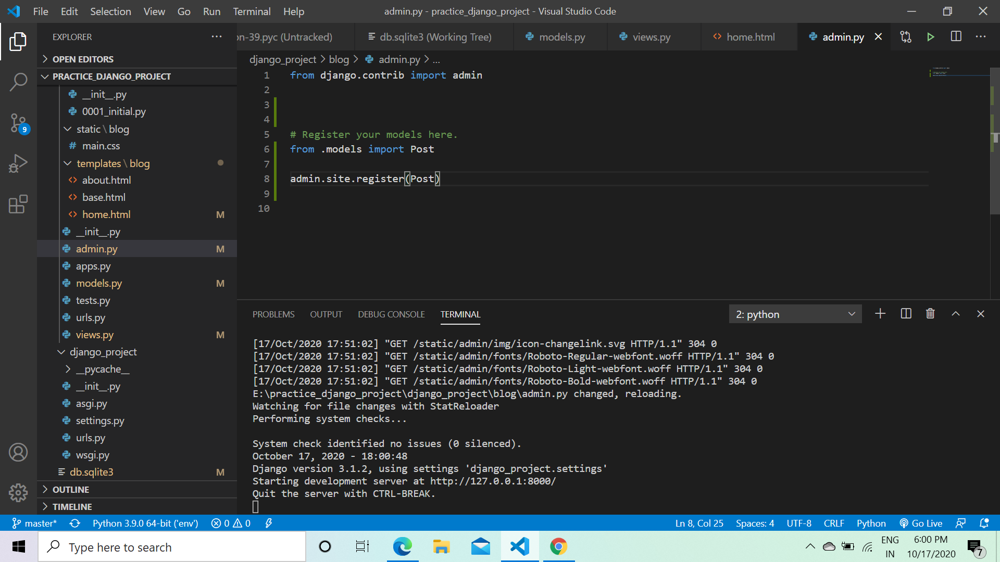 File Edit Selection View Go Run Terminal Help
admin.py - practice_django_project - Visual Studio Code
EXPLORER
on-39.pyc (Untracked) db.sqlite3 (Working Tree) models.py views.py home.html admin.py
OPEN EDITORS
django_project > blog > admin.py > ...
PRACTICE_DJANGO_PROJECT
__init__.py
0001_initial.py
static \ blog
main.css
templates \ blog
about.html
base.html
home.html M
__init__.py
admin.py M
apps.py
models.py M
tests.py
urls.py
views.py M
django_project
__pycache__
__init__.py
asgi.py
settings.py
urls.py
wsgi.py
db.sqlite3 M
OUTLINE
TIMELINE
9
1 from django.contrib import admin
2
3
4
5 # Register your models here.
6 from .models import Post
7
8 admin.site.register(Post)
9
10
PROBLEMS OUTPUT DEBUG CONSOLE TERMINAL
2: python
[17/Oct/2020 17:51:02] "GET /static/admin/img/icon-changelink.svg HTTP/1.1" 304 0
[17/Oct/2020 17:51:02] "GET /static/admin/fonts/Roboto-Regular-webfont.woff HTTP/1.1" 304 0
[17/Oct/2020 17:51:02] "GET /static/admin/fonts/Roboto-Light-webfont.woff HTTP/1.1" 304 0
[17/Oct/2020 17:51:02] "GET /static/admin/fonts/Roboto-Bold-webfont.woff HTTP/1.1" 304 0
E:\practice_django_project\django_project\blog\admin.py changed, reloading.
Watching for file changes with StatReloader
Performing system checks...
System check identified no issues (0 silenced).
October 17, 2020 - 18:00:48
Django version 3.1.2, using settings 'django_project.settings'
Starting development server at http://127.0.0.1:8000/
Quit the server with CTRL-BREAK.
master* Python 3.9.0 64-bit ('env') 0 0
Ln 8, Col 25 Spaces: 4 UTF-8 CRLF Python Go Live
Type here to search
ENG
IN
6:00 PM
10/17/2020
7